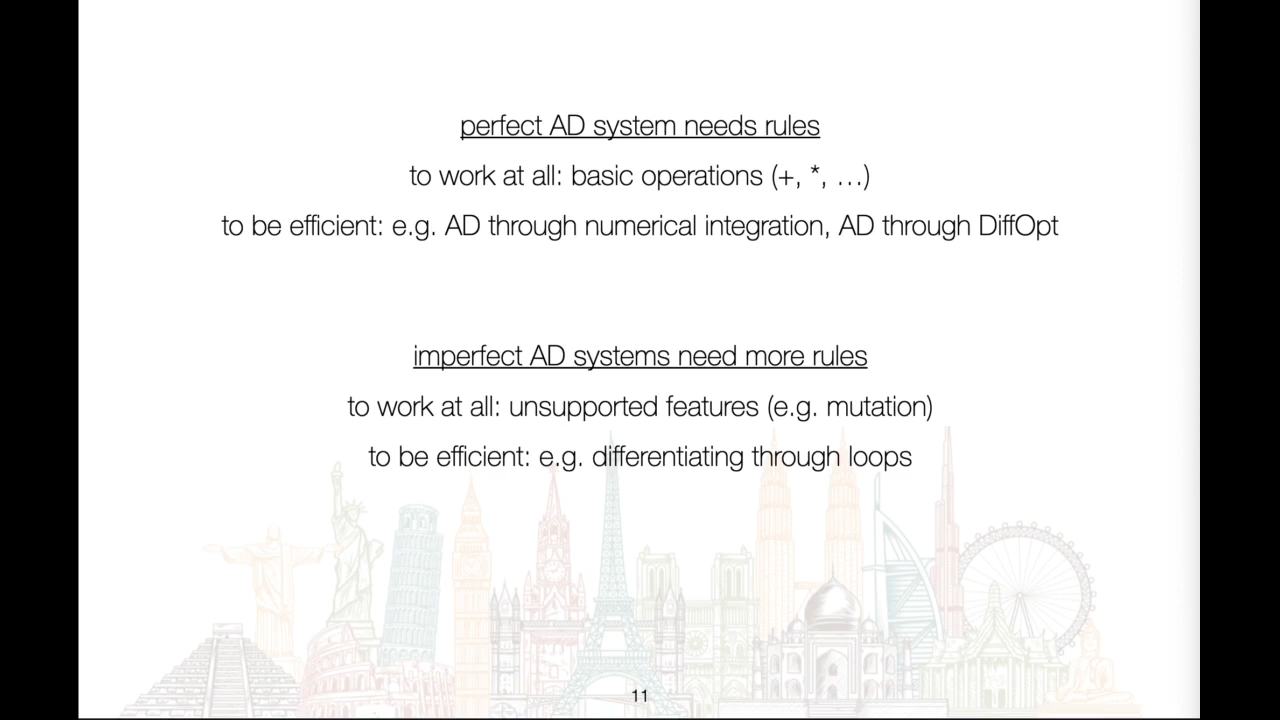 perfect AD system needs rules
to work at all: basic operations (+, *, …)
to be efficient: e.g. AD through numerical integration, AD through DiffOpt
imperfect AD systems need more rules
to work at all: unsupported features (e.g. mutation)
to be efficient: e.g. differentiating through loops
11